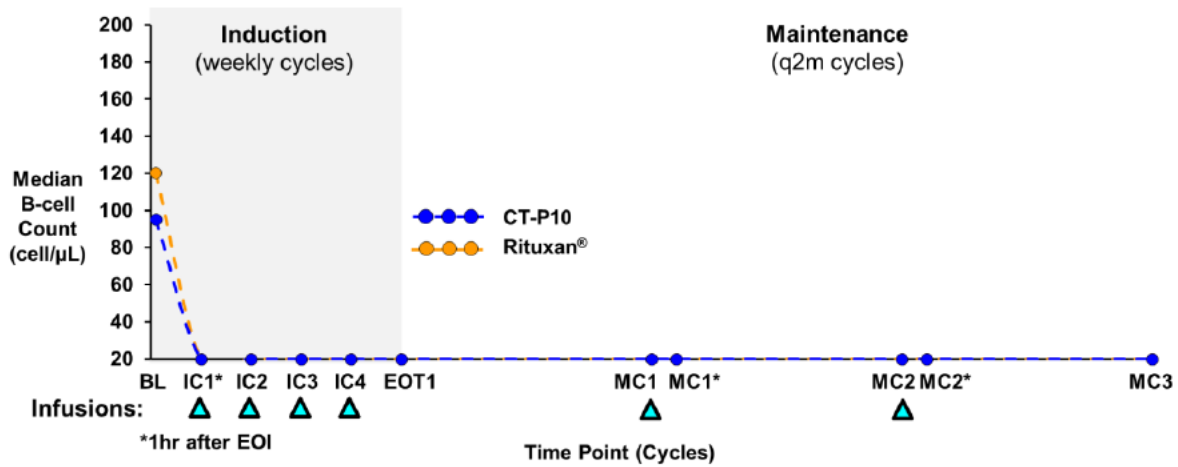 Induction
(weekly cycles)
Maintenance
(q2m cycles)
200
180
160
140
120
100
80
60
40
20
Median
B-cell
Count
(cell/µL)
CT-P10
Rituxan®
BL IC1* IC2 IC3 IC4 EOT1 MC1 MC1* MC2 MC2* MC3
Infusions:
*1hr after EOI
Time Point (Cycles)